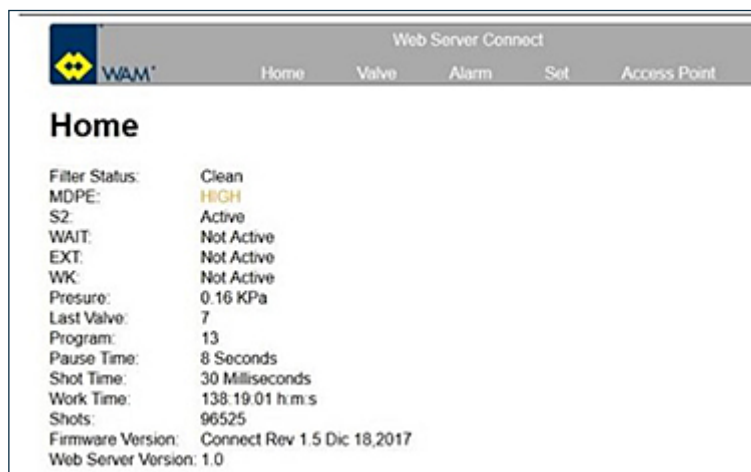 Web Server Connect
WAM®
Home Valve Alarm Set Access Point
Home
Filter Status: Clean
MDPE: HIGH
S2: Active
WAIT: Not Active
EXT: Not Active
WK: Not Active
Presure: 0.16 KPa
Last Valve: 7
Program: 13
Pause Time: 8 Seconds
Shot Time: 30 Milliseconds
Work Time: 138:19:01 h:m:s
Shots: 96525
Firmware Version: Connect Rev 1.5 Dic 18,2017
Web Server Version: 1.0